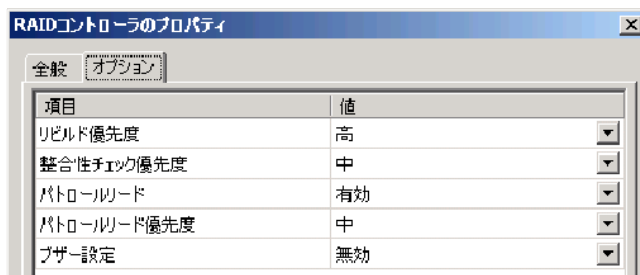 RAIDコントローラのプロパティ
全般 オプション
項目 値
リビルド優先度 高
整合性チェック優先度 中
パトロールリード 有効
パトロールリード優先度 中
ブザー設定 無効